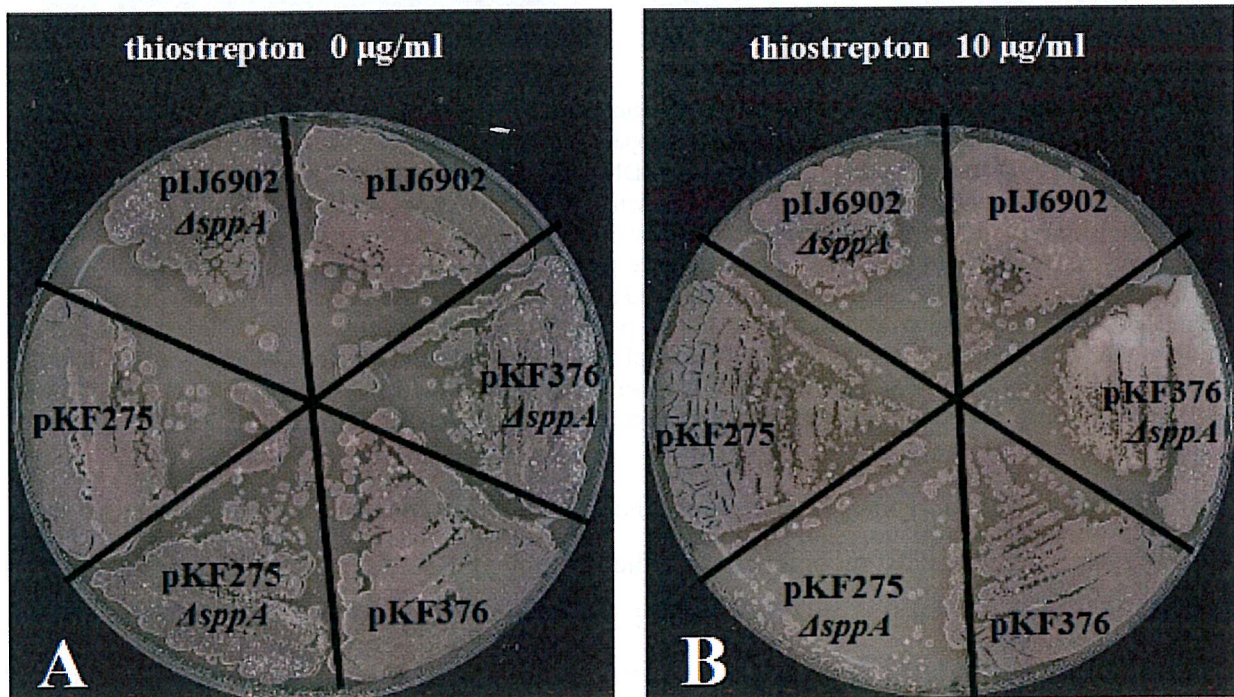 thiostrepton 0 µg/ml
pIJ6902
ΔsppA
pIJ6902
pKF376
ΔsppA
pKF275
pKF275
ΔsppA
pKF376
A
thiostrepton 10 µg/ml
pIJ6902
ΔsppA
pIJ6902
pKF376
ΔsppA
pKF275
pKF275
ΔsppA
pKF376
B